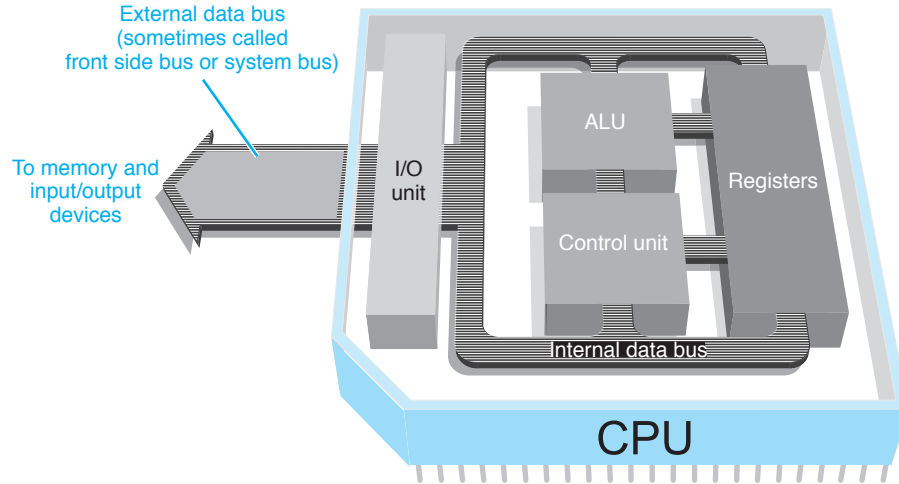 External data bus
(sometimes called
front side bus or system bus)
To memory and
input/output
devices
I/O
unit
ALU
Registers
Control unit
Internal data bus
CPU